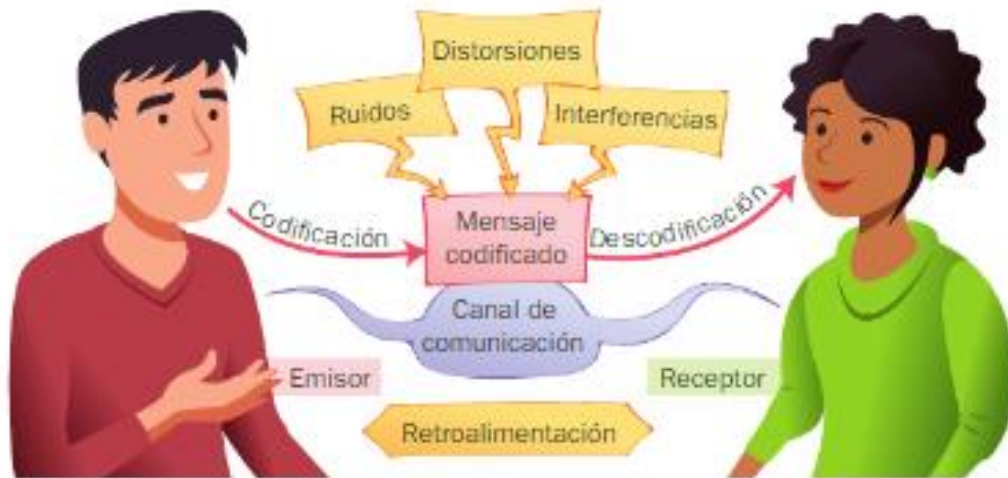 Distorsiones
Ruidos
Interferencias
Codificación
Mensaje
codificado
Descodificación
Canal de
comunicación
Emisor
Receptor
Retroalimentación